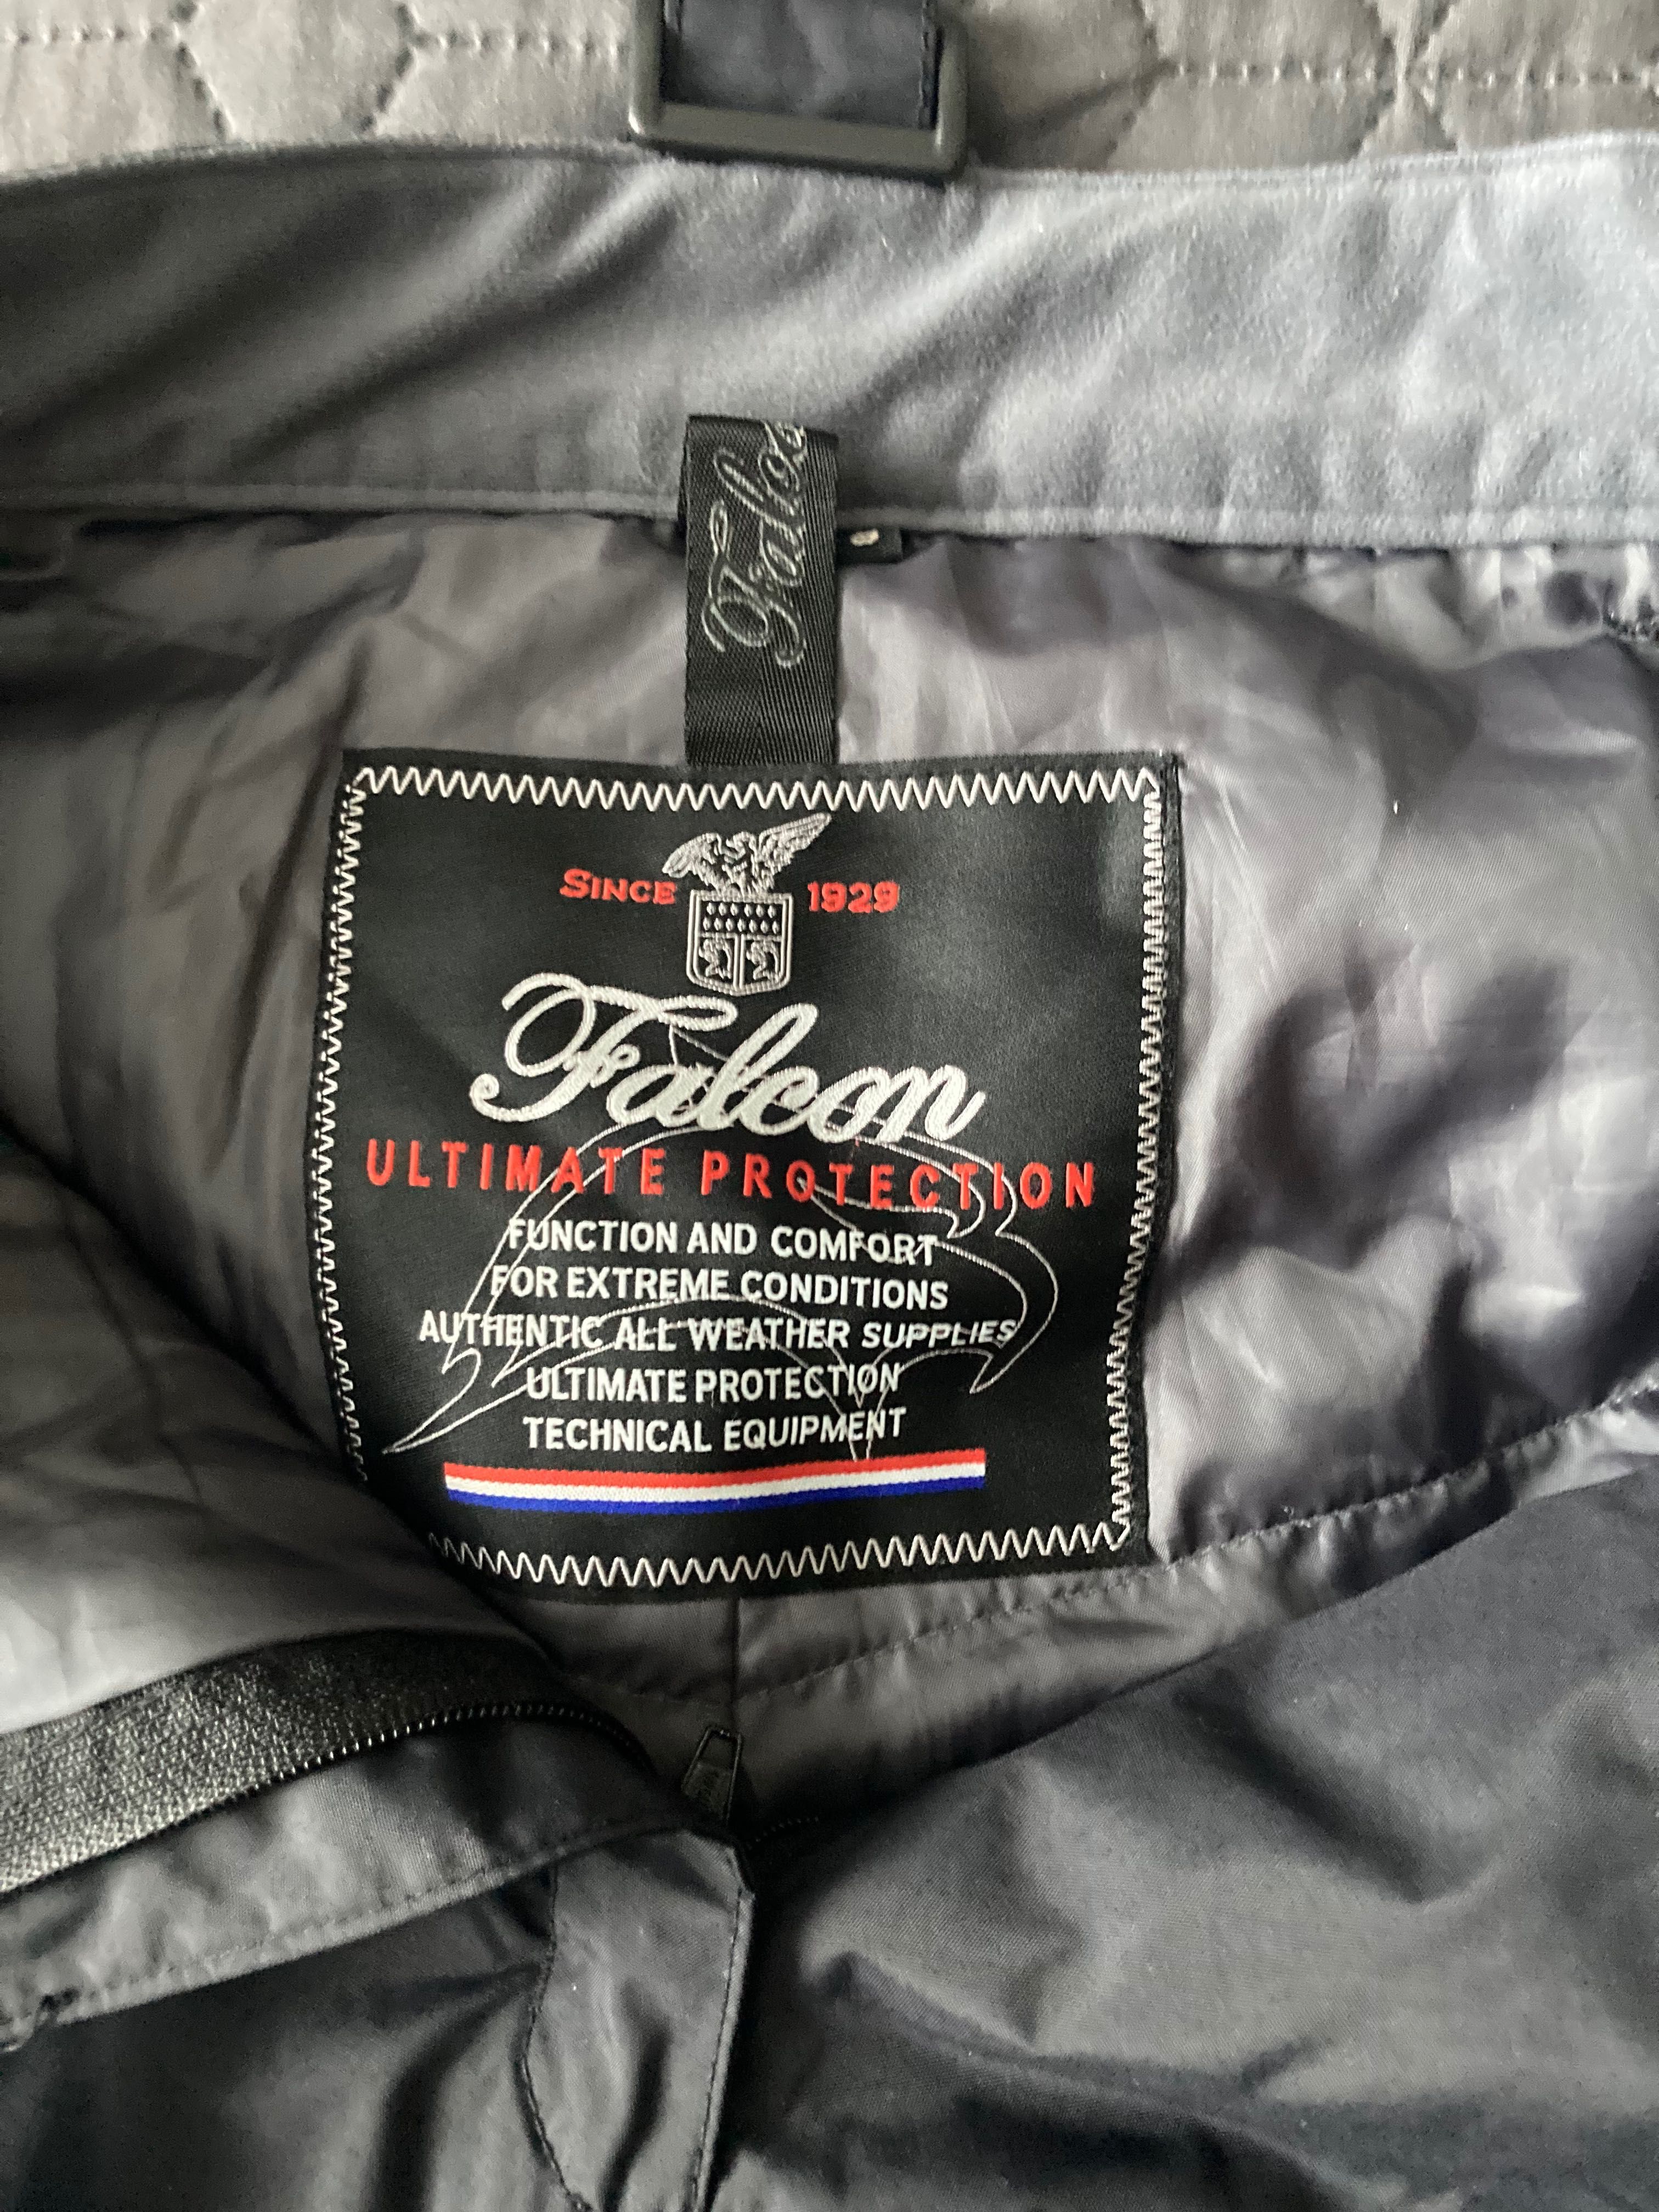 Falco
SINCE 1929
Falcon
ULTIMATE PROTECTION
FUNCTION AND COMFORT
FOR EXTREME CONDITIONS
AUTHENTIC ALL WEATHER SUPPLIES
ULTIMATE PROTECTION
TECHNICAL EQUIPMENT